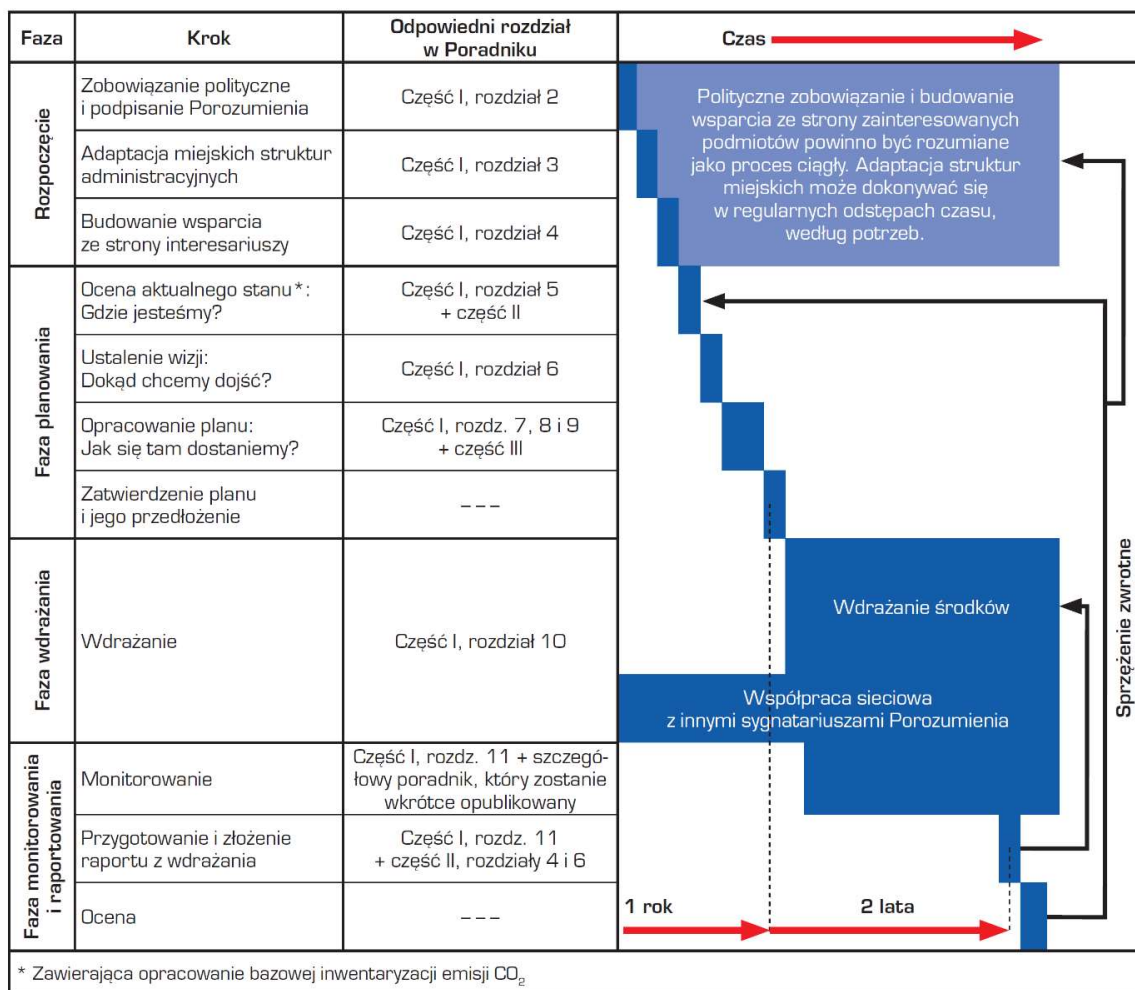 Faza
Krok
Odpowiedni rozdział
w Poradniku
Czas
Rozpoczęcie
Zobowiązanie polityczne
i podpisanie Porozumienia
Część I, rozdział 2
Adaptacja miejskich struktur
administracyjnych
Część I, rozdział 3
Budowanie wsparcia
ze strony interesariuszy
Część I, rozdział 4
Polityczne zobowiązanie i budowanie
wsparcia ze strony zainteresowanych
podmiotów powinno być rozumiane
jako proces ciągły. Adaptacja struktur
miejskich może dokonywać się
w regularnych odstępach czasu,
według potrzeb.
Faza planowania
Ocena aktualnego stanu*:
Gdzie jesteśmy?
Część I, rozdział 5
+ część II
Ustalenie wizji:
Dokąd chcemy dojść?
Część I, rozdział 6
Opracowanie planu:
Jak się tam dostaniemy?
Część I, rozdz. 7, 8 i 9
+ część III
Zatwierdzenie planu
i jego przedłożenie
– – –
Faza wdrażania
Wdrażanie
Część I, rozdział 10
Wdrażanie środków
Współpraca sieciowa
z innymi sygnatariuszami Porozumienia
Sprzężenie zwrotne
Faza monitorowania
i raportowania
Monitorowanie
Część I, rozdz. 11 + szczegó-
łowy poradnik, który zostanie
wkrótce opublikowany
Przygotowanie i złożenie
raportu z wdrażania
Część I, rozdz. 11
+ część II, rozdziały 4 i 6
Ocena
– – –
1 rok
2 lata
* Zawierająca opracowanie bazowej inwentaryzacji emisji CO₂